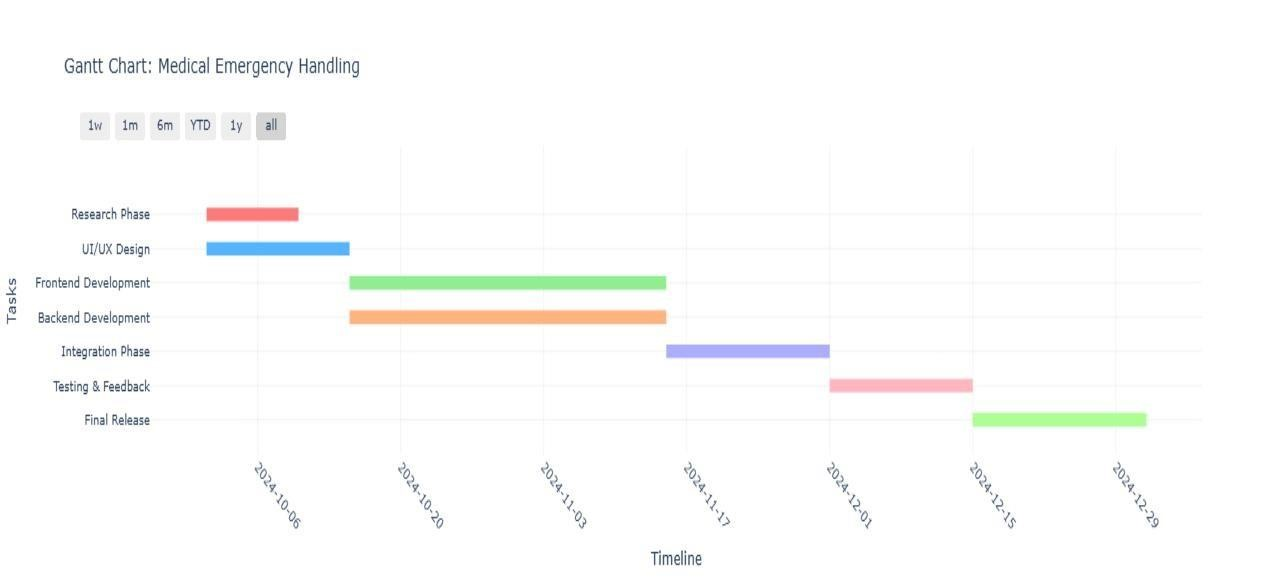 Gantt Chart: Medical Emergency Handling
1w 1m 6m YTD 1y all
Tasks
Research Phase
UI/UX Design
Frontend Development
Backend Development
Integration Phase
Testing & Feedback
Final Release
2024-10-06 2024-10-20 2024-11-03 2024-11-17 2024-12-01 2024-12-15 2024-12-29
Timeline